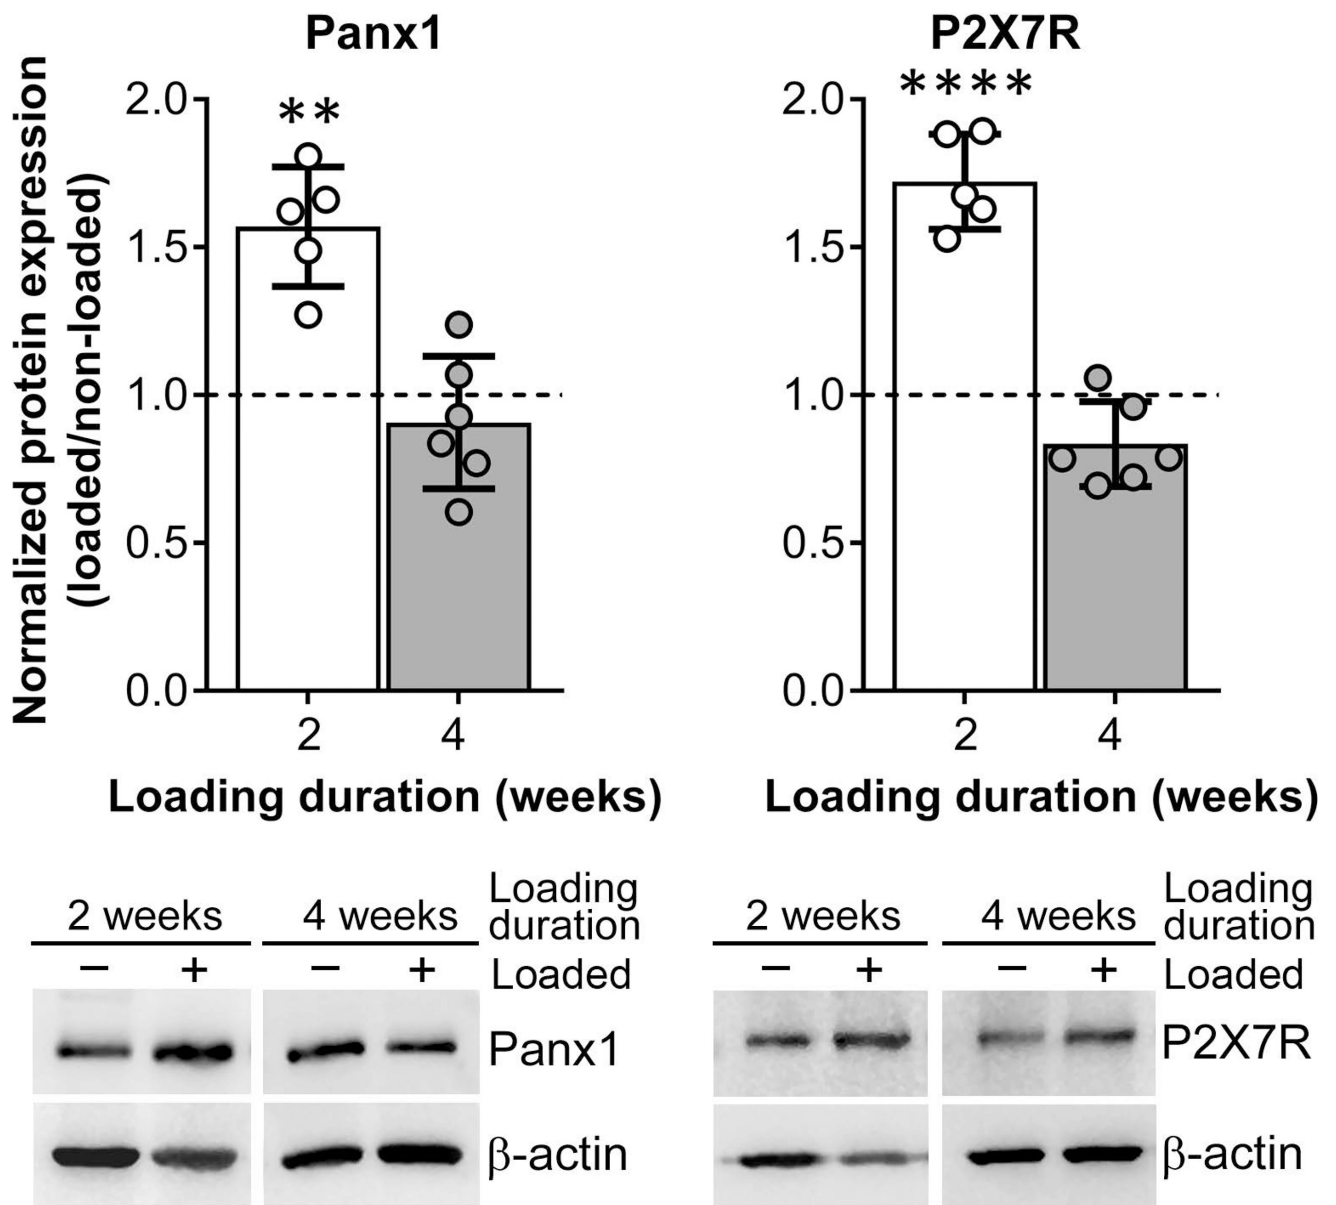 Panx1
P2X7R
Normalized protein expression
(loaded/non-loaded)
**
****
2.0
1.5
1.0
0.5
0.0
2.0
1.5
1.0
0.5
0.0
2 4
2 4
Loading duration (weeks)
Loading duration (weeks)
2 weeks 4 weeks Loading
duration
− + − + Loaded
Panx1
β-actin
2 weeks 4 weeks Loading
duration
− + − + Loaded
P2X7R
β-actin